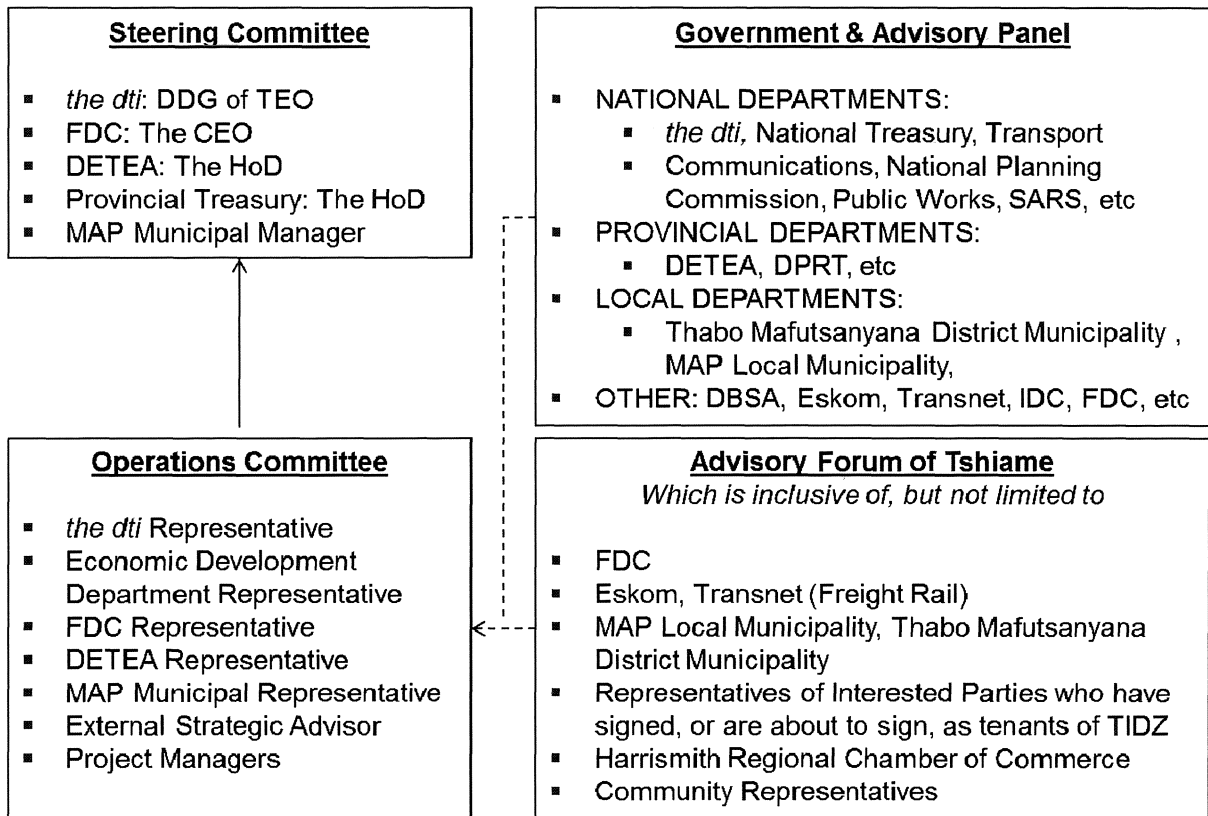 Steering Committee
▪ the dti: DDG of TEO
▪ FDC: The CEO
▪ DETEA: The HoD
▪ Provincial Treasury: The HoD
▪ MAP Municipal Manager
Government & Advisory Panel
▪ NATIONAL DEPARTMENTS:
▪ the dti, National Treasury, Transport
▪ Communications, National Planning
Commission, Public Works, SARS, etc
▪ PROVINCIAL DEPARTMENTS:
▪ DETEA, DPRT, etc
▪ LOCAL DEPARTMENTS:
▪ Thabo Mafutsanyana District Municipality ,
MAP Local Municipality,
▪ OTHER: DBSA, Eskom, Transnet, IDC, FDC, etc
Operations Committee
▪ the dti Representative
▪ Economic Development
Department Representative
▪ FDC Representative
▪ DETEA Representative
▪ MAP Municipal Representative
▪ External Strategic Advisor
▪ Project Managers
Advisory Forum of Tshiame
Which is inclusive of, but not limited to
▪ FDC
▪ Eskom, Transnet (Freight Rail)
▪ MAP Local Municipality, Thabo Mafutsanyana
District Municipality
▪ Representatives of Interested Parties who have
signed, or are about to sign, as tenants of TIDZ
▪ Harrismith Regional Chamber of Commerce
▪ Community Representatives